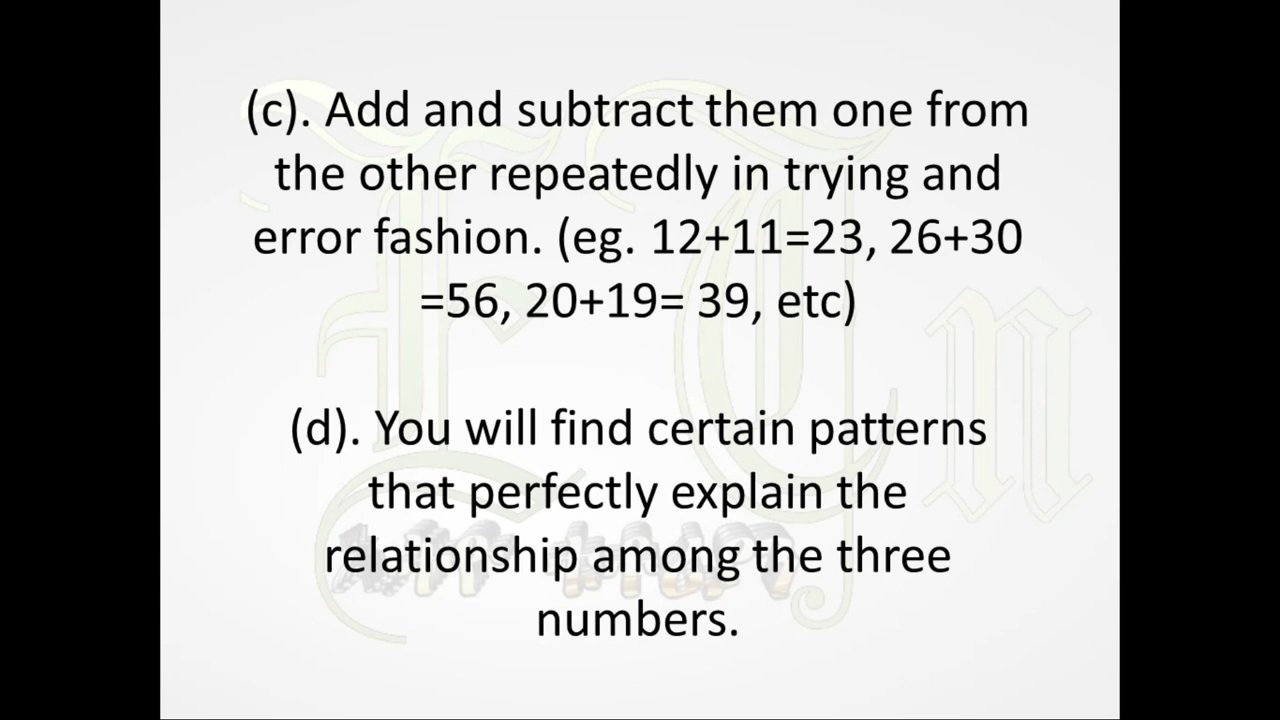 (c). Add and subtract them one from
the other repeatedly in trying and
error fashion. (eg. 12+11=23, 26+30
=56, 20+19= 39, etc)
(d). You will find certain patterns
that perfectly explain the
relationship among the three
numbers.